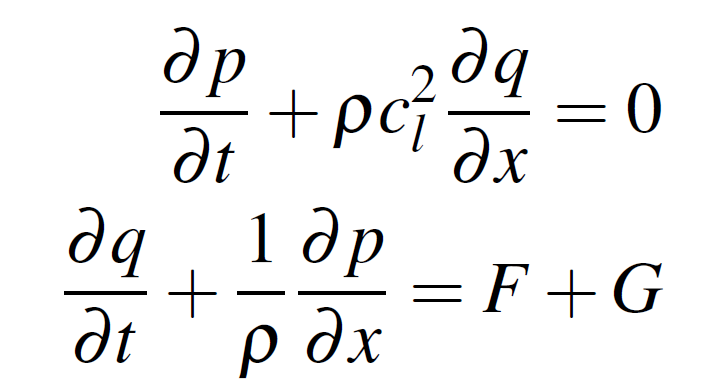 ∂p/∂t + ρc_l^2 ∂q/∂x = 0
∂q/∂t + 1/ρ ∂p/∂x = F + G